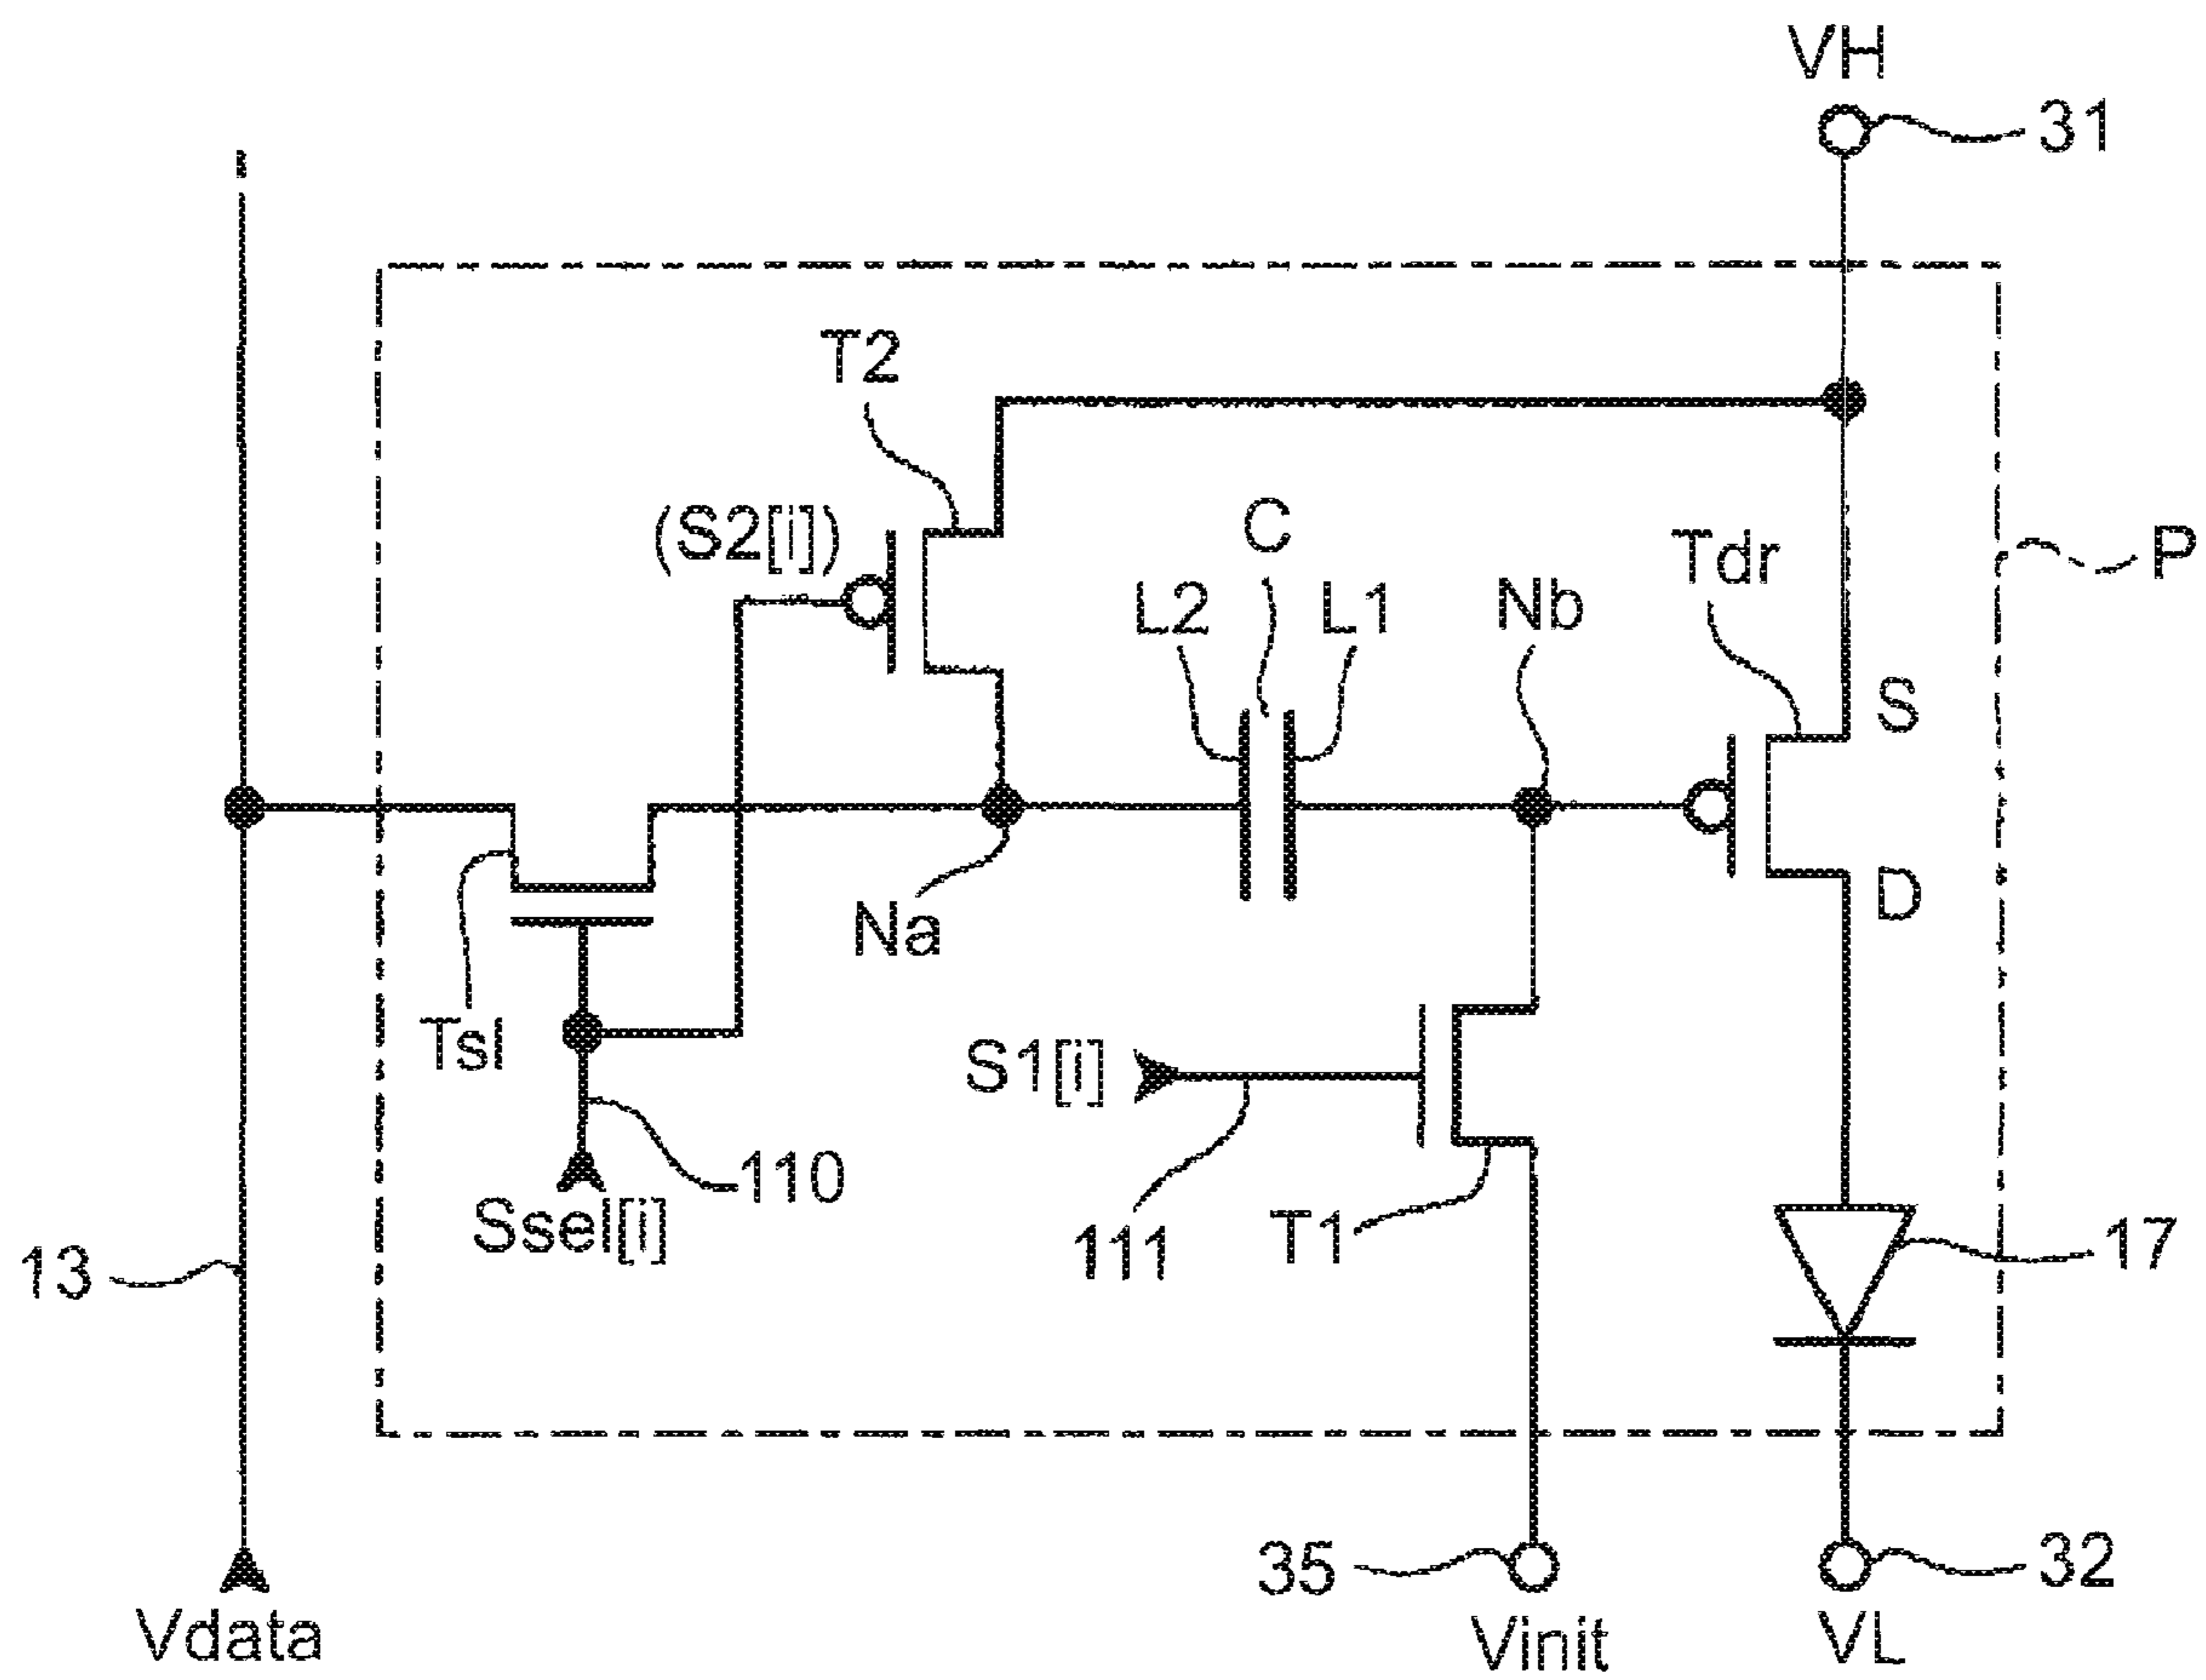 VH
31
T2
(S2[i])
C
Tdr
P
L2
L1
Nb
S
D
Na
Tsl
S1[i]
110
Ssel[i]
111
T1
17
13
35
32
Vdata
Vinit
VL